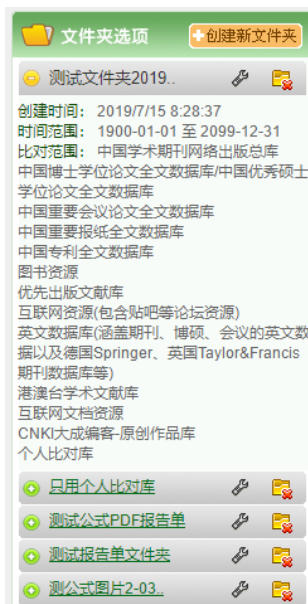 文件夹选项 创建新文件夹
测试文件夹2019..
创建时间: 2019/7/15 8:28:37
时间范围: 1900-01-01 至 2099-12-31
比对范围: 中国学术期刊网络出版总库
中国博士学位论文全文数据库/中国优秀硕士
学位论文全文数据库
中国重要会议论文全文数据库
中国重要报纸全文数据库
中国专利全文数据库
图书资源
优先出版文献库
互联网资源(包含贴吧等论坛资源)
英文数据库(涵盖期刊、博硕、会议的英文数
据以及德国Springer、英国Taylor&Francis
期刊数据库等)
港澳台学术文献库
互联网文档资源
CNKI大成编客-原创作品库
个人比对库
只用个人比对库
测试公式PDF报告单
测试报告单文件夹
测公式图片2-03..